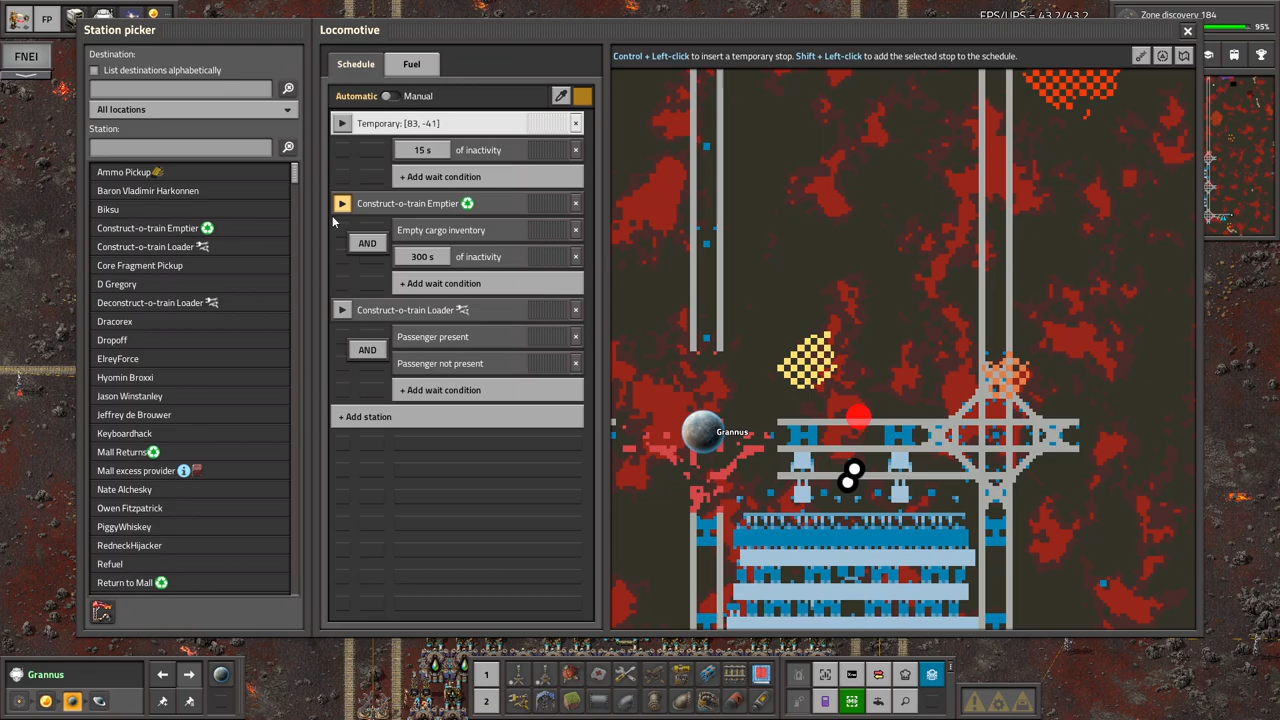 FP
EPS/UPS = 43.2/43.2
Zone discovery 184
95%
FNEI
Station picker
Destination:
List destinations alphabetically
All locations
Station:
Ammo Pickup
Baron Vladimir Harkonnen
Biksu
Construct-o-train Emptier
Construct-o-train Loader
Core Fragment Pickup
D Gregory
Deconstruct-o-train Loader
Dracorex
Dropoff
ElreyForce
Hyomin Broxxi
Jason Winstanley
Jeffrey de Brouwer
Keyboardhack
Mall Returns
Mall excess provider
Nate Alchesky
Owen Fitzpatrick
PiggyWhiskey
RedneckHijacker
Refuel
Return to Mall
Locomotive
Schedule
Fuel
Automatic
Manual
Temporary: [83, -41]
15 s
of inactivity
+ Add wait condition
Construct-o-train Emptier
AND
Empty cargo inventory
300 s
of inactivity
+ Add wait condition
Construct-o-train Loader
AND
Passenger present
Passenger not present
+ Add wait condition
+ Add station
Control + Left-click to insert a temporary stop. Shift + Left-click to add the selected stop to the schedule.
Grannus
Grannus
1
2